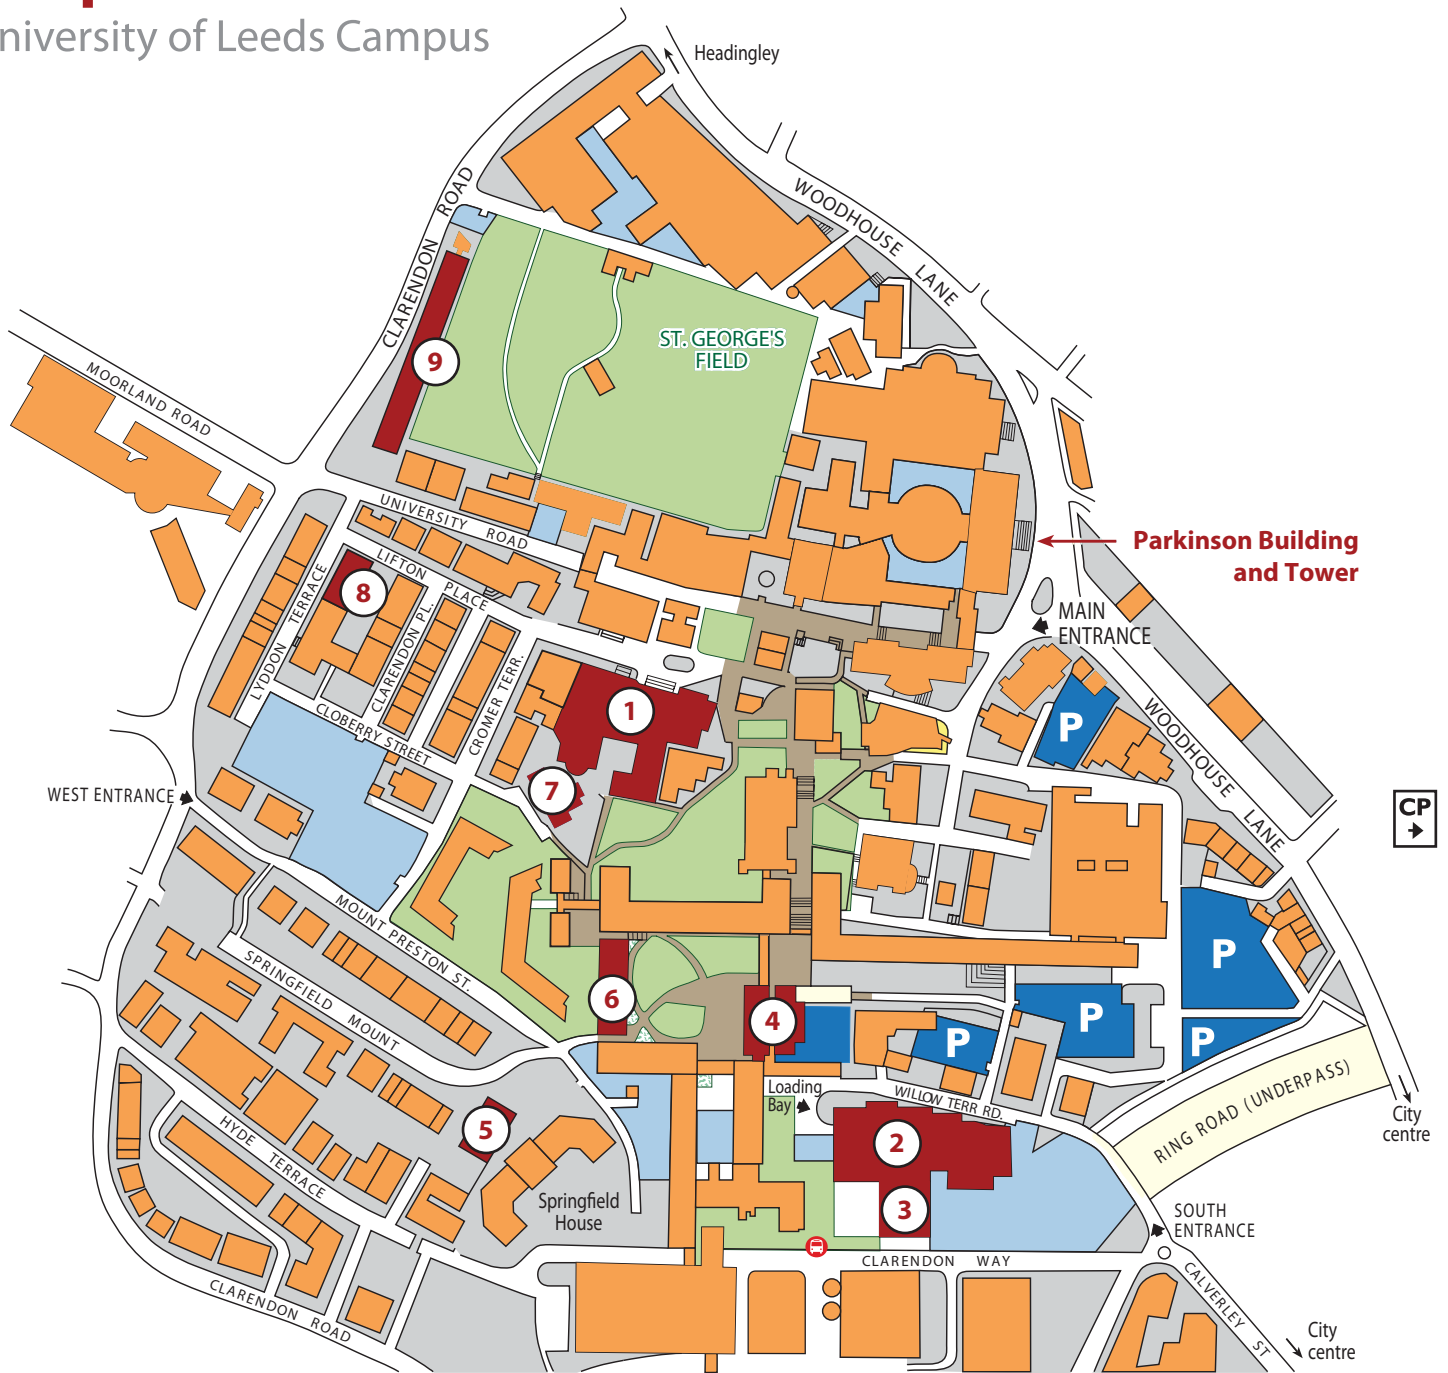 niversity of Leeds Campus
Headingley
WOODHOUSE LANE
CLARENDON ROAD
ST. GEORGE'S
FIELD
9
MOORLAND ROAD
UNIVERSITY ROAD
Parkinson Building
and Tower
LIFTON PLACE
8
LYDDON TERRACE
CLARENDON PL.
MAIN
ENTRANCE
CROMER TERR.
1
CLOBERRY STREET
P
WOODHOUSE LANE
7
WEST ENTRANCE
CP
MOUNT PRESTON ST.
P
SPRINGFIELD MOUNT
6
4
P
P
P
Loading
Bay
WILLOW TERR RD.
RING ROAD (UNDERPASS)
City
centre
5
2
HYDE TERRACE
Springfield
House
3
SOUTH
ENTRANCE
CLARENDON WAY
CLARENDON ROAD
CALVERLEY ST
City
centre